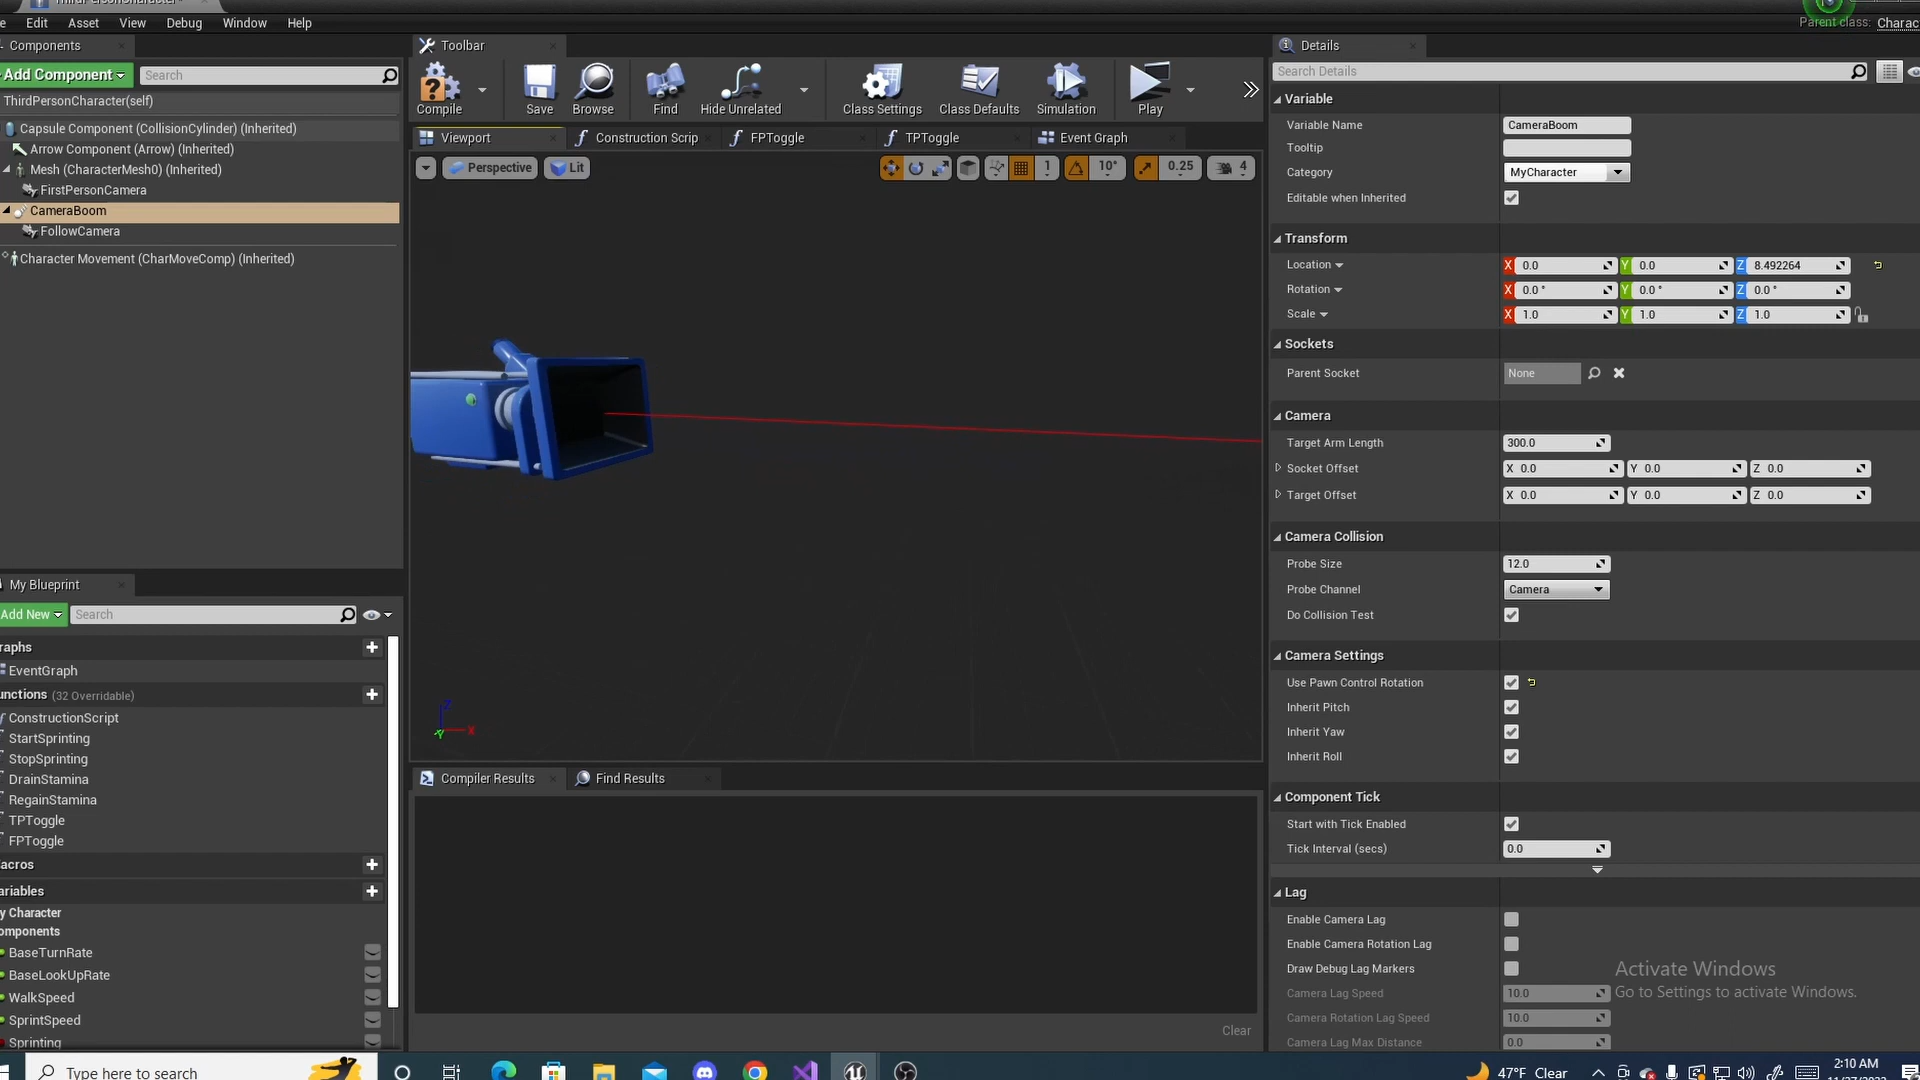 Edit Asset View Debug Window Help
Parent class: Charac
Components
Add Component
Search
ThirdPersonCharacter(self)
Capsule Component (CollisionCylinder) (Inherited)
Arrow Component (Arrow) (Inherited)
Mesh (CharacterMesh0) (Inherited)
FirstPersonCamera
CameraBoom
FollowCamera
Character Movement (CharMoveComp) (Inherited)
My Blueprint
Add New
Search
raphs
EventGraph
unctions (32 Overridable)
ConstructionScript
StartSprinting
StopSprinting
DrainStamina
RegainStamina
TPToggle
FPToggle
acros
ariables
y Character
omponents
BaseTurnRate
BaseLookUpRate
WalkSpeed
SprintSpeed
Sprinting
Toolbar
Compile
Save
Browse
Find
Hide Unrelated
Class Settings
Class Defaults
Simulation
Play
Viewport
Construction Scrip
FPToggle
TPToggle
Event Graph
Perspective
Lit
1
10°
0.25
4
Z
X
Y
Compiler Results
Find Results
Clear
Details
Search Details
Variable
Variable Name CameraBoom
Tooltip
Category MyCharacter
Editable when Inherited
Transform
Location X 0.0 Y 0.0 Z 8.492264
Rotation X 0.0 ° Y 0.0 ° Z 0.0 °
Scale X 1.0 Y 1.0 Z 1.0
Sockets
Parent Socket None
Camera
Target Arm Length 300.0
Socket Offset X 0.0 Y 0.0 Z 0.0
Target Offset X 0.0 Y 0.0 Z 0.0
Camera Collision
Probe Size 12.0
Probe Channel Camera
Do Collision Test
Camera Settings
Use Pawn Control Rotation
Inherit Pitch
Inherit Yaw
Inherit Roll
Component Tick
Start with Tick Enabled
Tick Interval (secs) 0.0
Lag
Enable Camera Lag
Enable Camera Rotation Lag
Draw Debug Lag Markers
Camera Lag Speed 10.0
Camera Rotation Lag Speed 10.0
Camera Lag Max Distance 0.0
Activate Windows
Go to Settings to activate Windows.
Type here to search
47°F Clear
2:10 AM